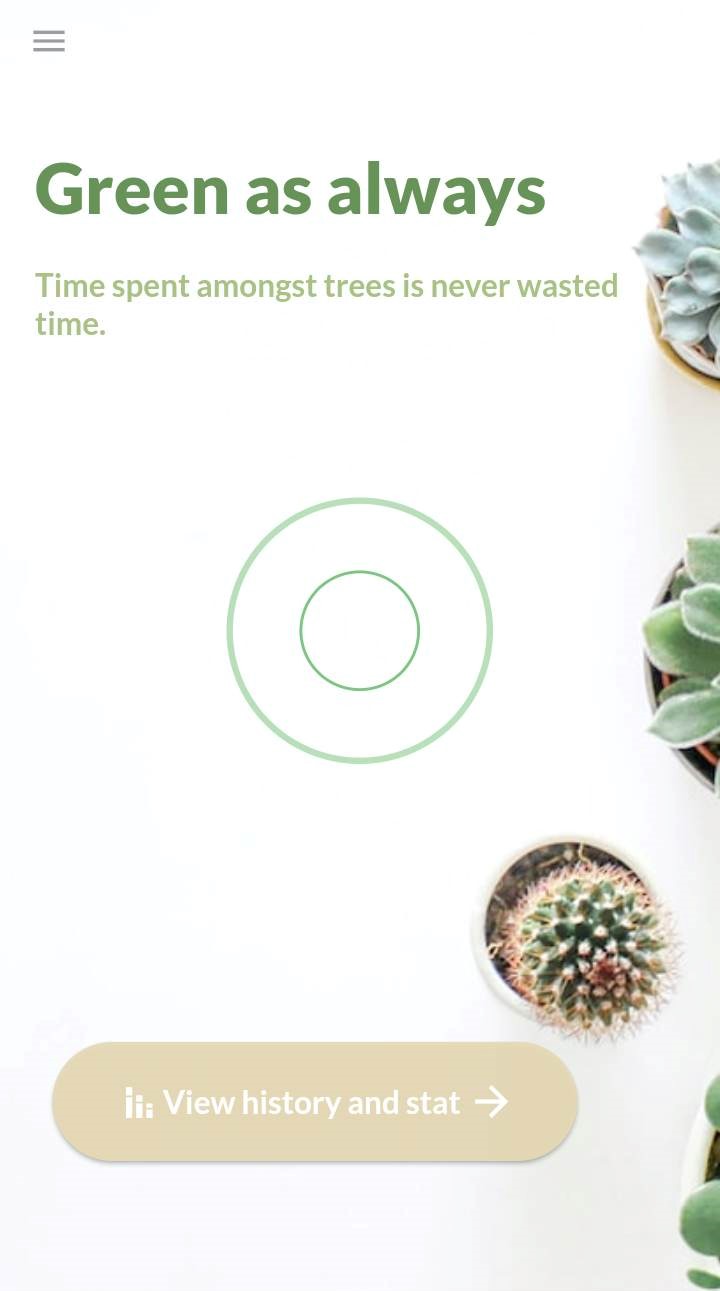 Green as always
Time spent amongst trees is never wasted
time.
View history and stat